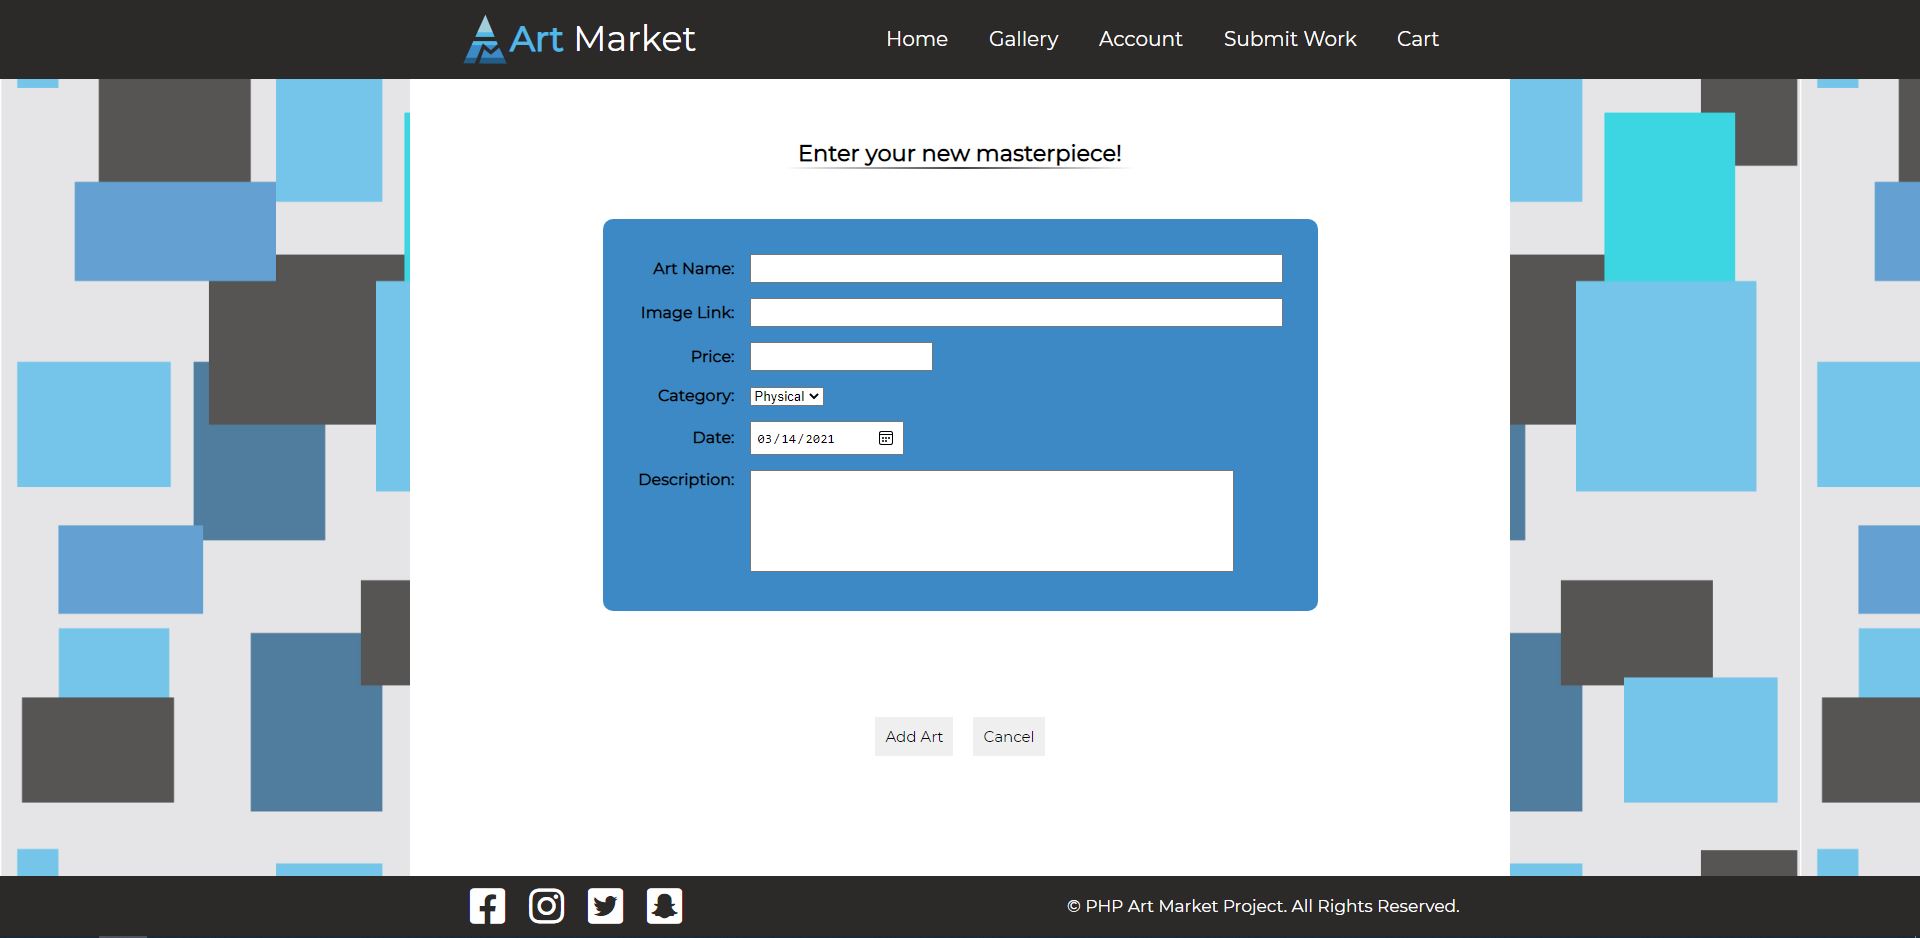 Art Market
Home Gallery Account Submit Work Cart
Enter your new masterpiece!
Art Name:
Image Link:
Price:
Category: Physical
Date: 03/14/2021
Description:
Add Art Cancel
© PHP Art Market Project. All Rights Reserved.